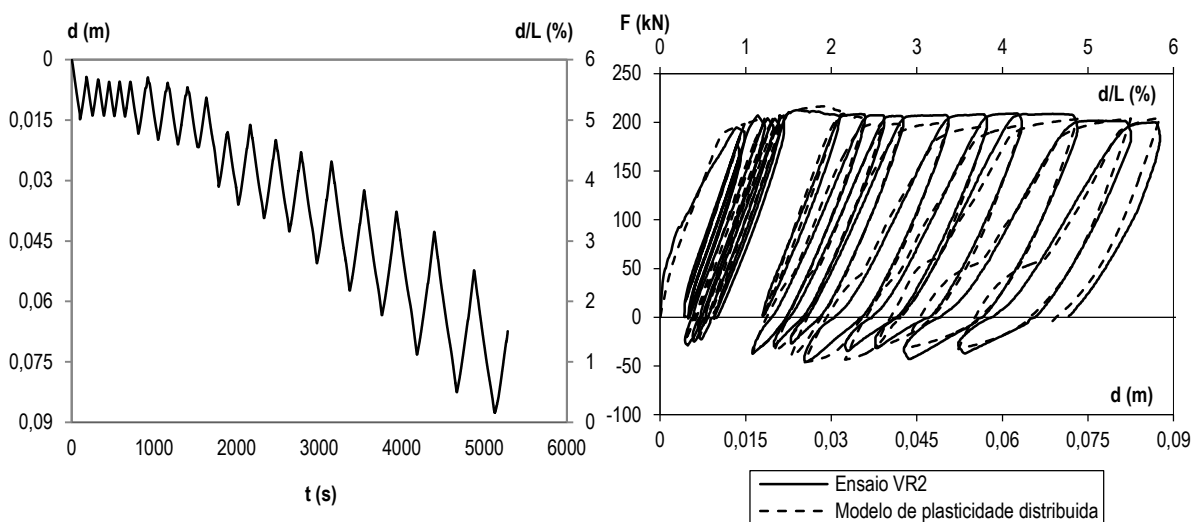 d (m)
d/L (%)
0
0,015
0,03
0,045
0,06
0,075
0,09
6
5
4
3
2
1
0
0 1000 2000 3000 4000 5000 6000
t (s)
F (kN)
0 1 2 3 4 5 6
d/L (%)
250
200
150
100
50
0
-50
-100
d (m)
0 0,015 0,03 0,045 0,06 0,075 0,09
Ensaio VR2
Modelo de plasticidade distribuida